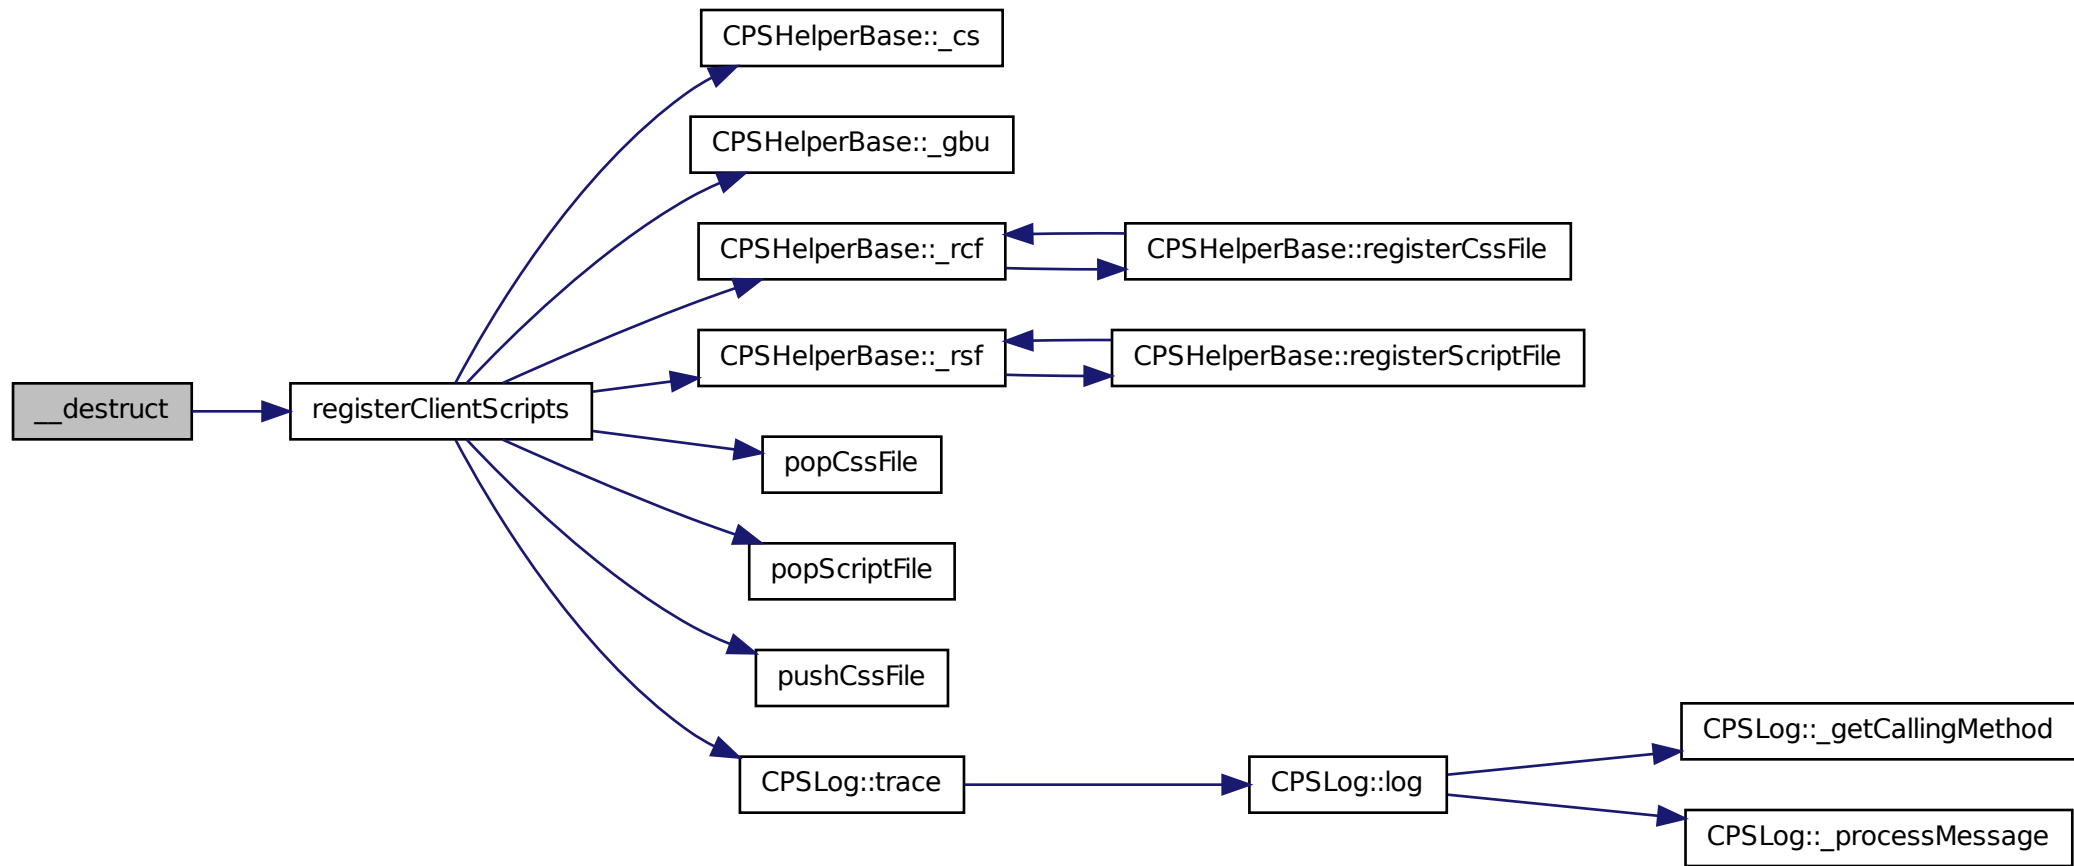 CPSHelperBase::_cs
CPSHelperBase::_gbu
CPSHelperBase::_rcf
CPSHelperBase::registerCssFile
CPSHelperBase::_rsf
CPSHelperBase::registerScriptFile
__destruct
registerClientScripts
popCssFile
popScriptFile
pushCssFile
CPSLog::_getCallingMethod
CPSLog::trace
CPSLog::log
CPSLog::_processMessage